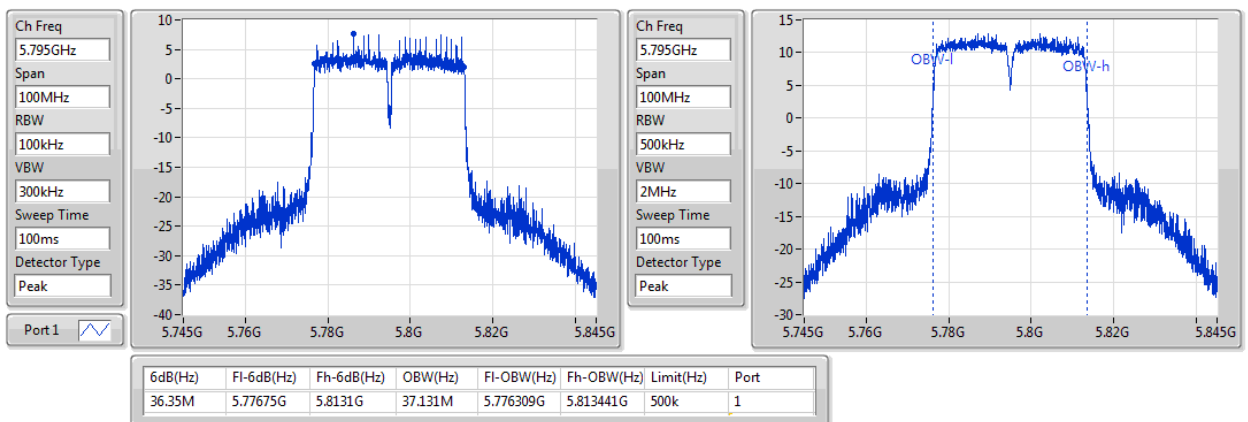 Ch Freq
5.795GHz
Span
100MHz
RBW
100kHz
VBW
300kHz
Sweep Time
100ms
Detector Type
Peak
Port 1
10
5
0
-5
-10
-15
-20
-25
-30
-35
-40
5.745G 5.76G 5.78G 5.8G 5.82G 5.845G
Ch Freq
5.795GHz
Span
100MHz
RBW
500kHz
VBW
2MHz
Sweep Time
100ms
Detector Type
Peak
15
10
5
0
-5
-10
-15
-20
-25
-30
OBW-l
OBW-h
5.745G 5.76G 5.78G 5.8G 5.82G 5.845G
6dB(Hz) Fl-6dB(Hz) Fh-6dB(Hz) OBW(Hz) Fl-OBW(Hz) Fh-OBW(Hz) Limit(Hz) Port
36.35M 5.77675G 5.8131G 37.131M 5.776309G 5.813441G 500k 1